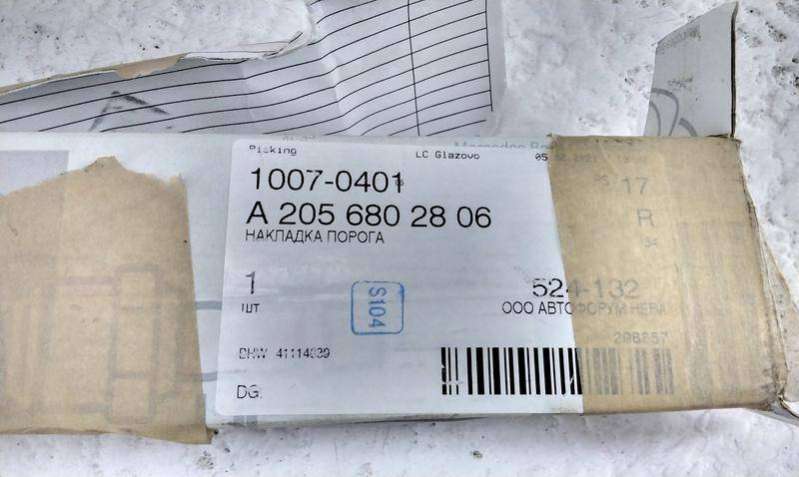 Picking
LC Glazovo
1007-0401
17
A 205 680 28 06
R
НАКЛАДКА ПОРОГА
1
524-132
ШТ
S104
ООО АВТОФОРУМ НЕВА
DG.